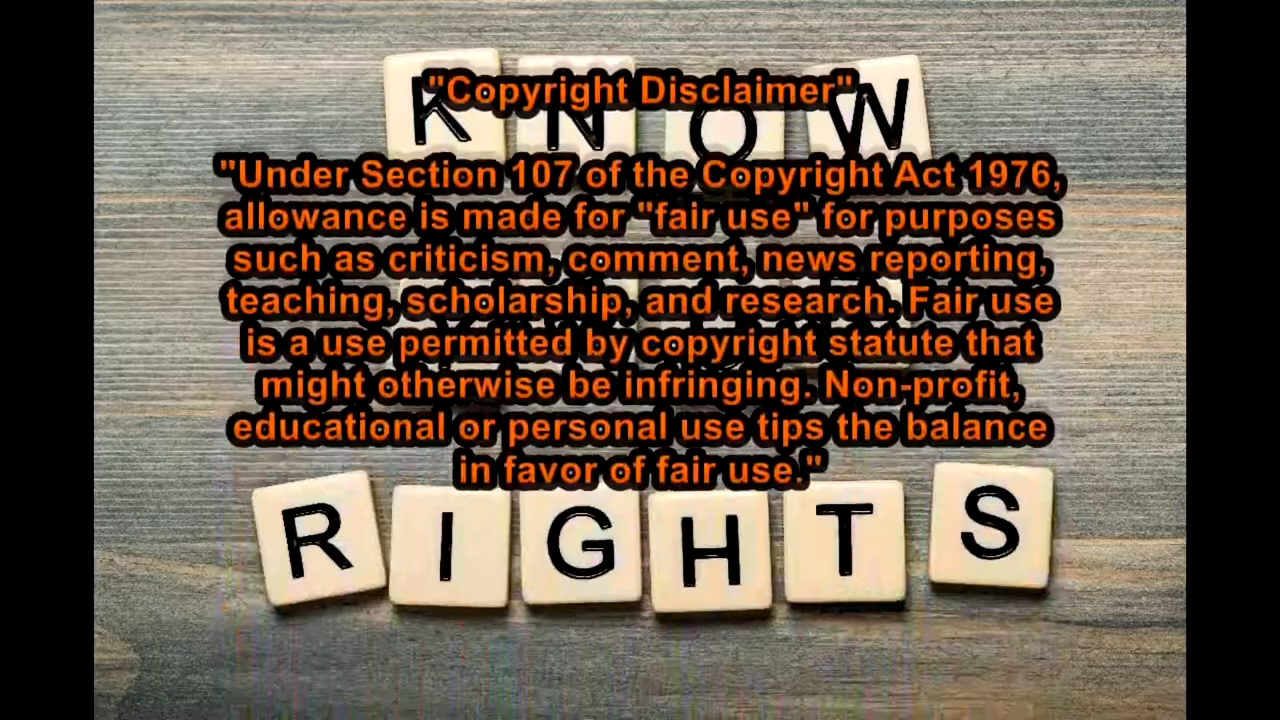 KNOW
"Copyright Disclaimer"
"Under Section 107 of the Copyright Act 1976,
allowance is made for "fair use" for purposes
such as criticism, comment, news reporting,
teaching, scholarship, and research. Fair use
is a use permitted by copyright statute that
might otherwise be infringing. Non-profit,
educational or personal use tips the balance
in favor of fair use."
RIGHTS